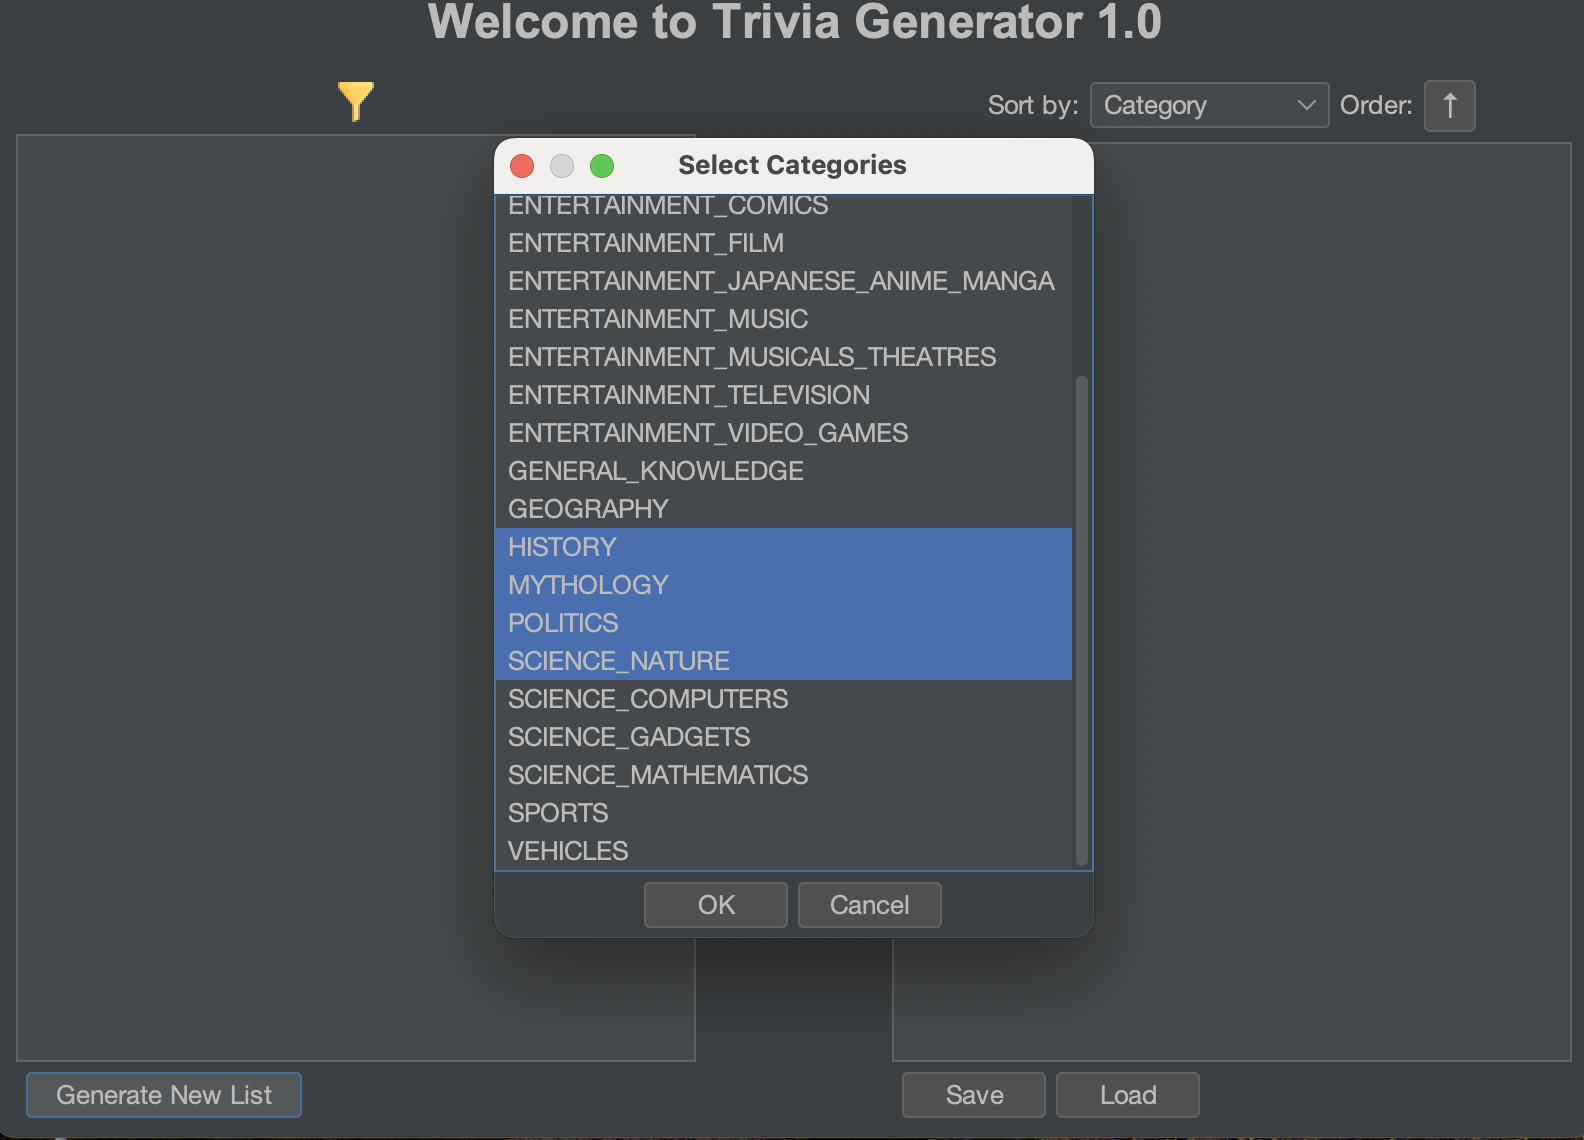 Welcome to Trivia Generator 1.0
Sort by: Category Order: ↑
Select Categories
ENTERTAINMENT_COMICS
ENTERTAINMENT_FILM
ENTERTAINMENT_JAPANESE_ANIME_MANGA
ENTERTAINMENT_MUSIC
ENTERTAINMENT_MUSICALS_THEATRES
ENTERTAINMENT_TELEVISION
ENTERTAINMENT_VIDEO_GAMES
GENERAL_KNOWLEDGE
GEOGRAPHY
HISTORY
MYTHOLOGY
POLITICS
SCIENCE_NATURE
SCIENCE_COMPUTERS
SCIENCE_GADGETS
SCIENCE_MATHEMATICS
SPORTS
VEHICLES
OK Cancel
Generate New List Save Load